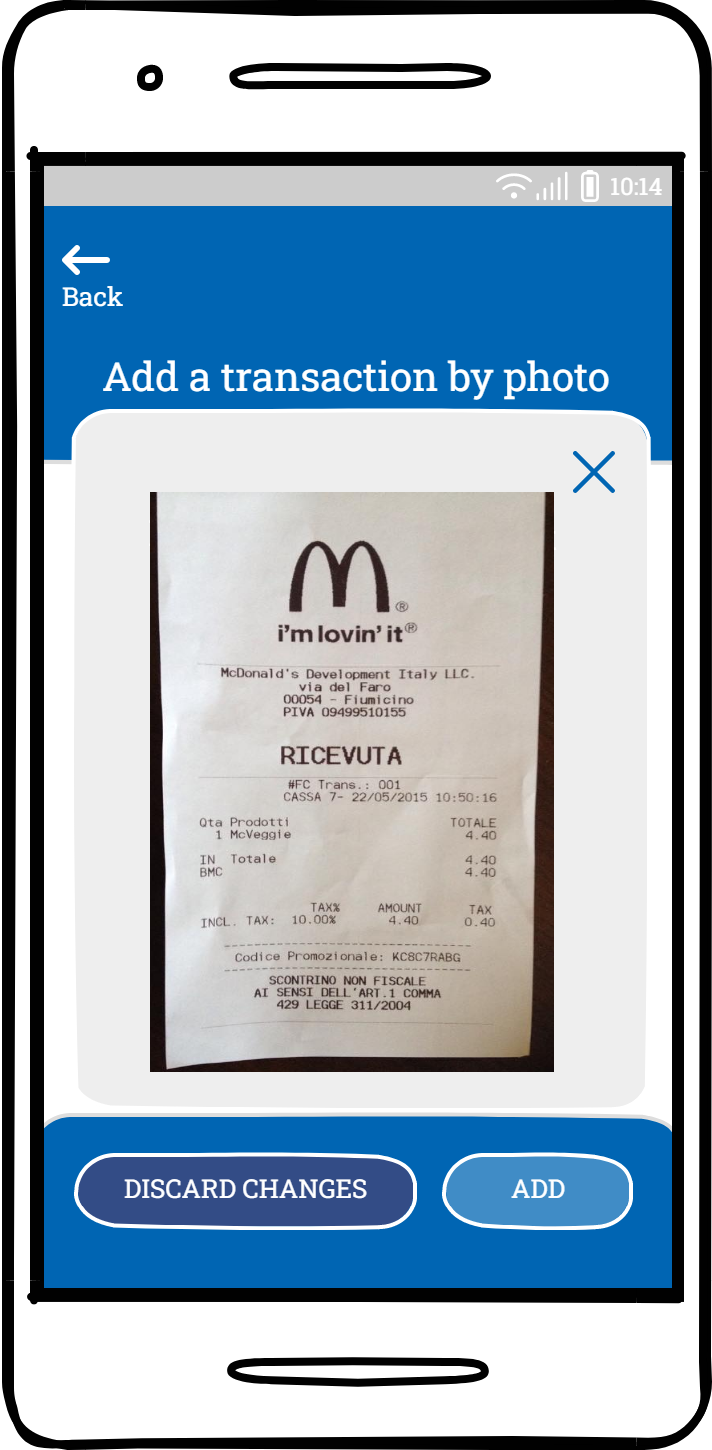 10:14
Back
Add a transaction by photo
i'm lovin' it®
McDonald's Development Italy LLC.
via del Faro
00054 - Fiumicino
PIVA 09499510155
RICEVUTA
#FC Trans.: 001
CASSA 7- 22/05/2015 10:50:16
Qta Prodotti TOTALE
1 McVeggie 4.40
IN Totale 4.40
BMC 4.40
TAX% AMOUNT TAX
INCL. TAX: 10.00% 4.40 0.40
Codice Promozionale: KC8C7RABG
SCONTRINO NON FISCALE
AI SENSI DELL'ART.1 COMMA
429 LEGGE 311/2004
DISCARD CHANGES ADD